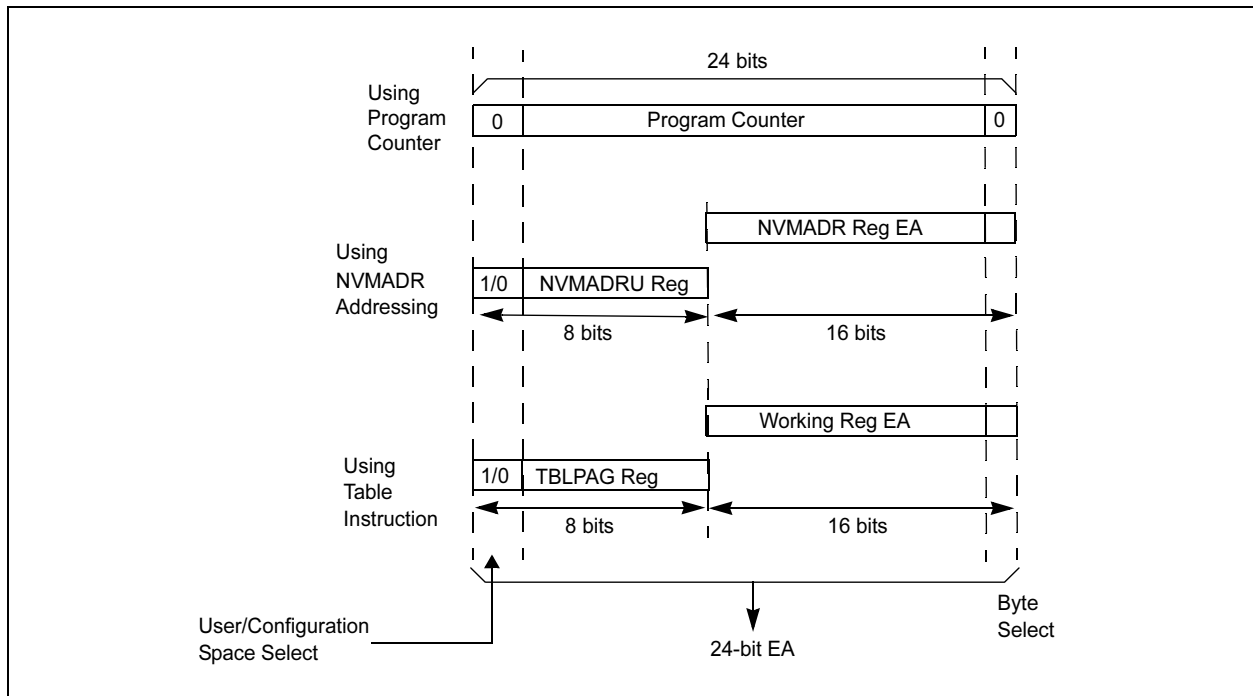 24 bits
Using
Program
Counter
0
Program Counter
0
NVMADR Reg EA
Using
NVMADR
Addressing
1/0
NVMADRU Reg
8 bits
16 bits
Working Reg EA
Using
Table
Instruction
1/0
TBLPAG Reg
8 bits
16 bits
User/Configuration
Space Select
24-bit EA
Byte
Select